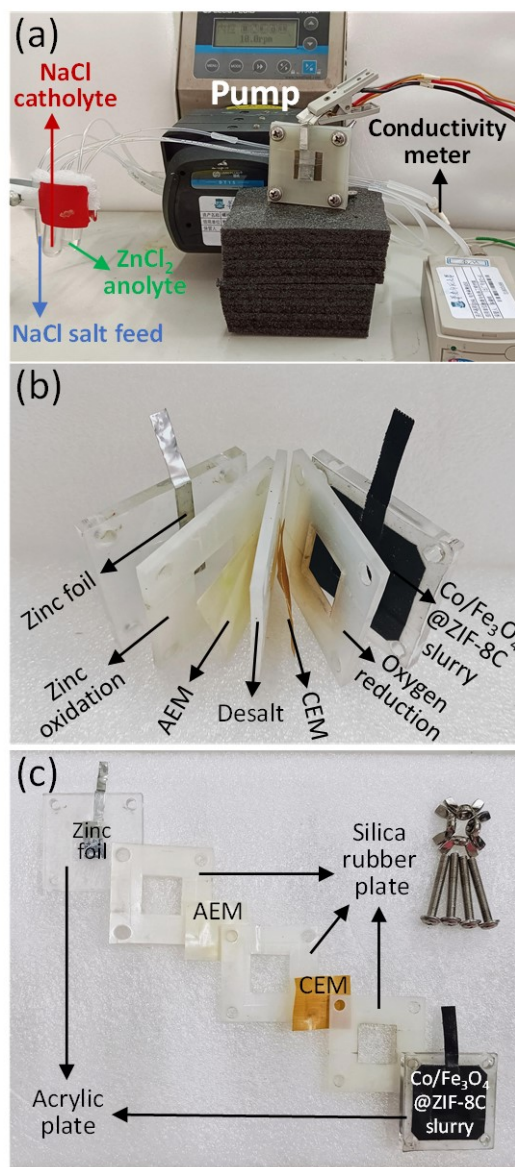 (a)
NaCl
catholyte
Pump
Conductivity
meter
ZnCl₂
anolyte
NaCl salt feed
(b)
Zinc foil
Zinc
oxidation
AEM
Desalt
CEM
Oxygen
reduction
Co/Fe₃O₄
@ZIF-8C
slurry
(c)
Zinc
foil
Silica
rubber
plate
AEM
CEM
Acrylic
plate
Co/Fe₃O₄
@ZIF-8C
slurry